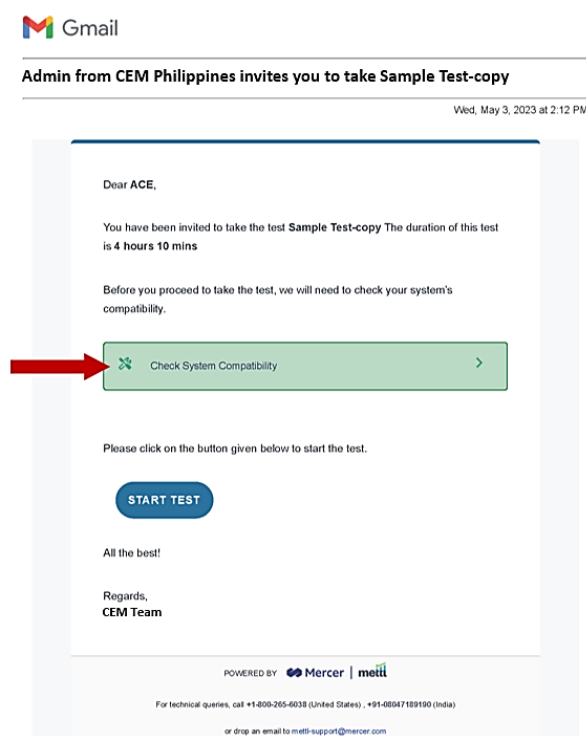 Gmail
Admin from CEM Philippines invites you to take Sample Test-copy
Wed, May 3, 2023 at 2:12 PM
Dear ACE,
You have been invited to take the test Sample Test-copy The duration of this test
is 4 hours 10 mins
Before you proceed to take the test, we will need to check your system's
compatibility.
Check System Compatibility
Please click on the button given below to start the test.
START TEST
All the best!
Regards,
CEM Team
POWERED BY Mercer | mettl
For technical queries, call +1-800-265-6038 (United States) , +91-08047189190 (India)
or drop an email to mettl-support@mercer.com